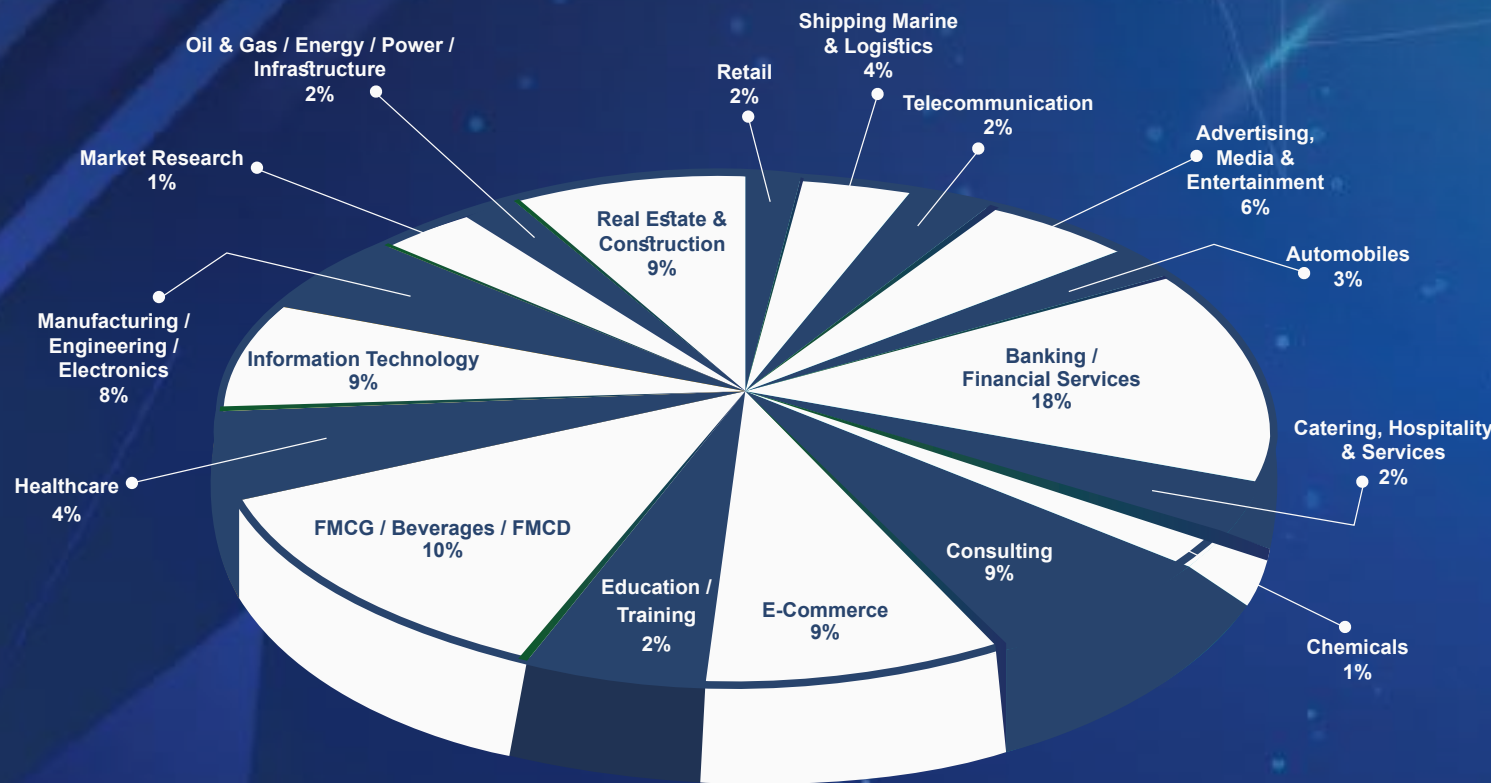 Shipping Marine
& Logistics
4%
Oil & Gas / Energy / Power /
Infrastructure
2%
Retail
2%
Telecommunication
2%
Advertising,
Media &
Entertainment
6%
Market Research
1%
Real Estate &
Construction
9%
Automobiles
3%
Manufacturing /
Engineering /
Electronics
8%
Information Technology
9%
Banking /
Financial Services
18%
Catering, Hospitality
& Services
2%
Healthcare
4%
FMCG / Beverages / FMCD
10%
Consulting
9%
Education /
Training
2%
E-Commerce
9%
Chemicals
1%